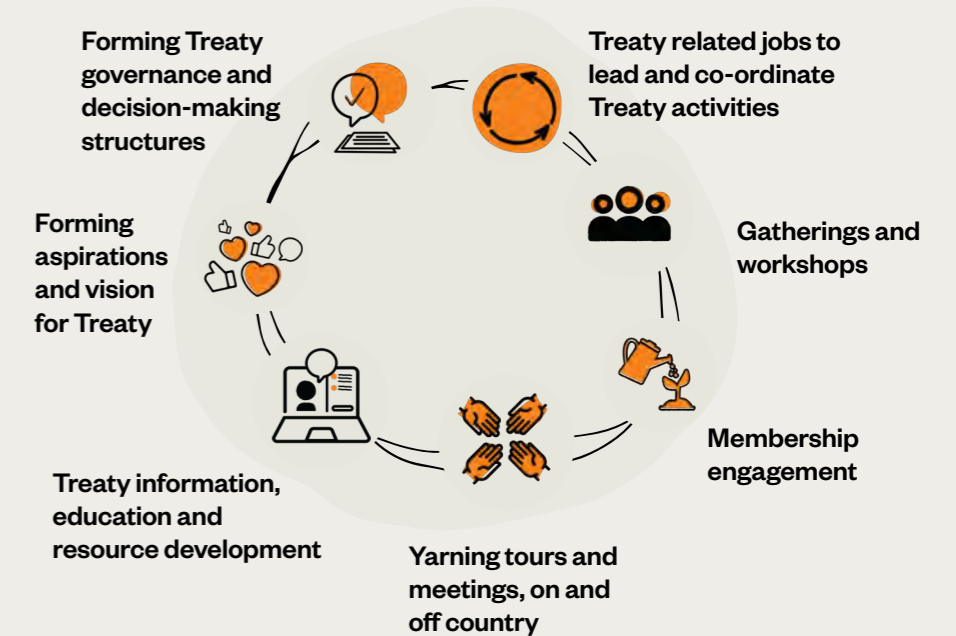 Forming Treaty
governance and
decision-making
structures
Treaty related jobs to
lead and co-ordinate
Treaty activities
Gatherings and
workshops
Membership
engagement
Yarning tours and
meetings, on and
off country
Treaty information,
education and
resource development
Forming
aspirations
and vision
for Treaty